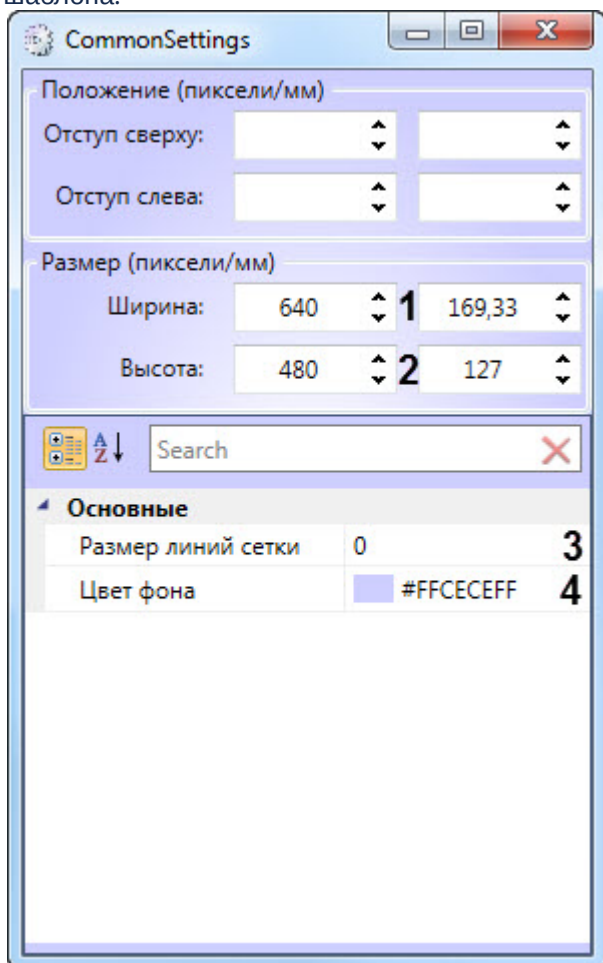 шаблона.
CommonSettings
Положение (пиксели/мм)
Отступ сверху:
Отступ слева:
Размер (пиксели/мм)
Ширина: 640 1 169,33
Высота: 480 2 127
A Z Search
Основные
Размер линий сетки 0 3
Цвет фона #FFCECEFF 4